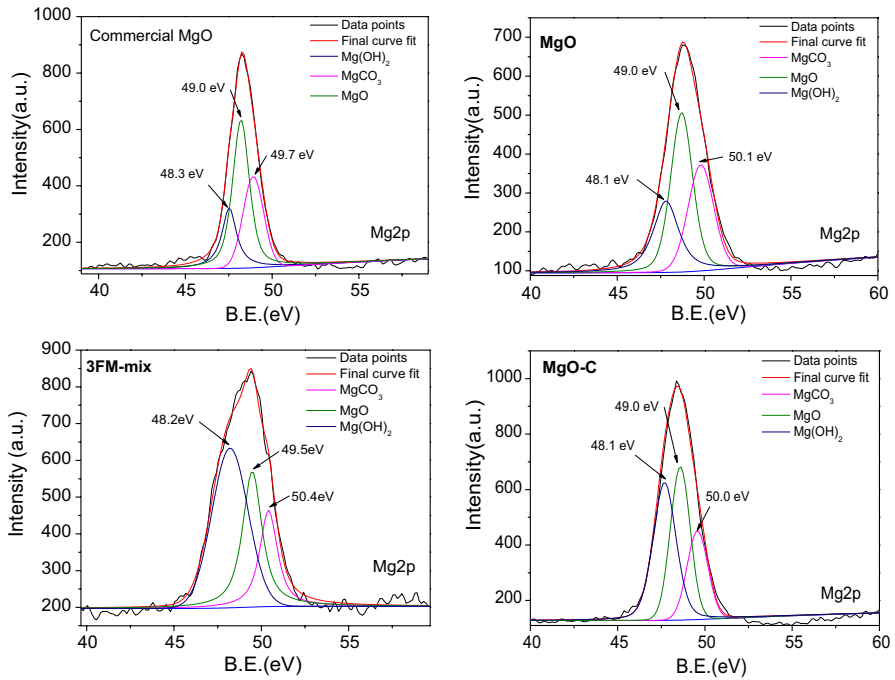 Commercial MgO
Data points
Final curve fit
Mg(OH)2
MgCO3
MgO
49.0 eV
49.7 eV
48.3 eV
Mg2p
Intensity(a.u.)
1000
800
600
400
200
40 45 50 55
B.E.(eV)
MgO
Data points
Final curve fit
MgCO3
MgO
Mg(OH)2
49.0 eV
50.1 eV
48.1 eV
Mg2p
Intensity(a.u.)
700
600
500
400
300
200
100
40 45 50 55 60
B.E.(eV)
3FM-mix
Data points
Final curve fit
MgCO3
MgO
Mg(OH)2
48.2eV
49.5eV
50.4eV
Mg2p
Intensity (a.u.)
900
800
700
600
500
400
300
200
40 45 50 55
B.E.(eV)
MgO-C
Data points
Final curve fit
MgCO3
MgO
Mg(OH)2
49.0 eV
48.1 eV
50.0 eV
Mg2p
Intensity (a.u.)
1000
800
600
400
200
40 45 50 55 60
B.E.(eV)